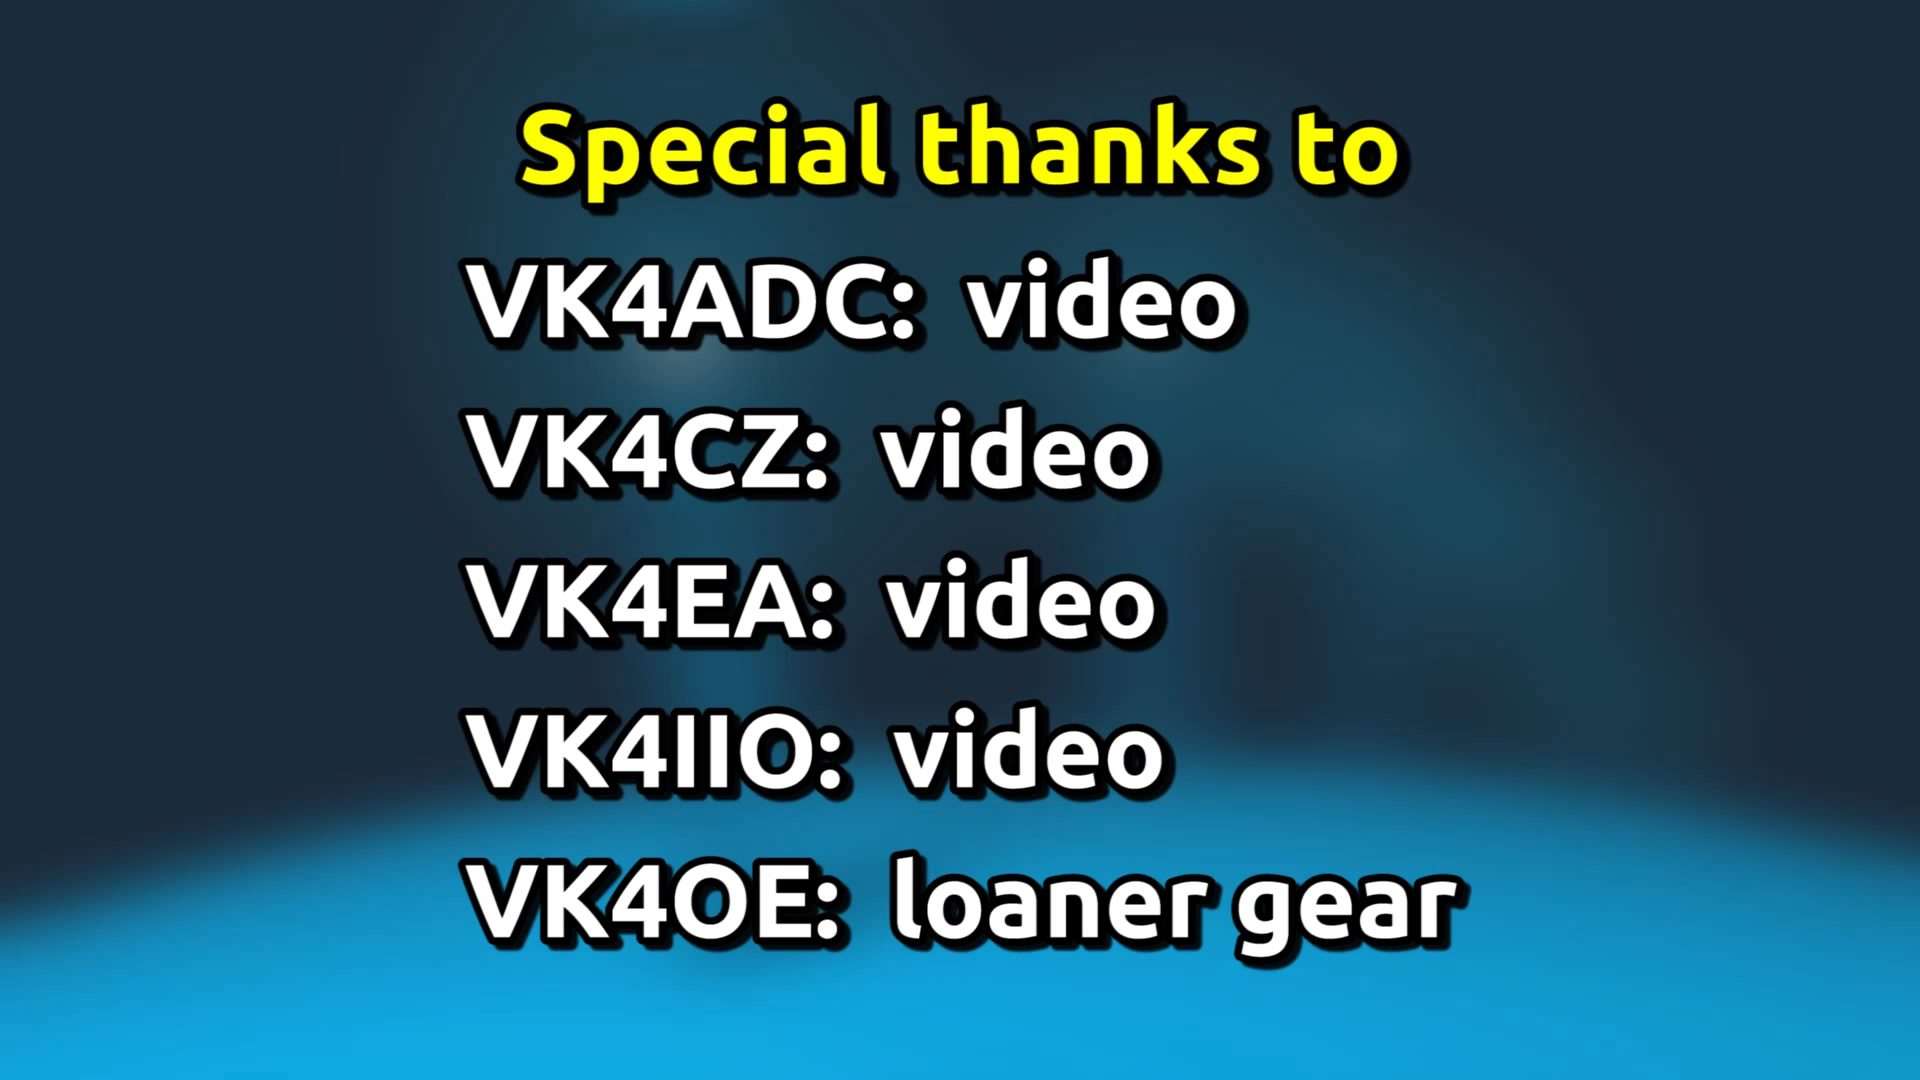 Special thanks to
VK4ADC: video
VK4CZ: video
VK4EA: video
VK4IIO: video
VK4OE: loaner gear